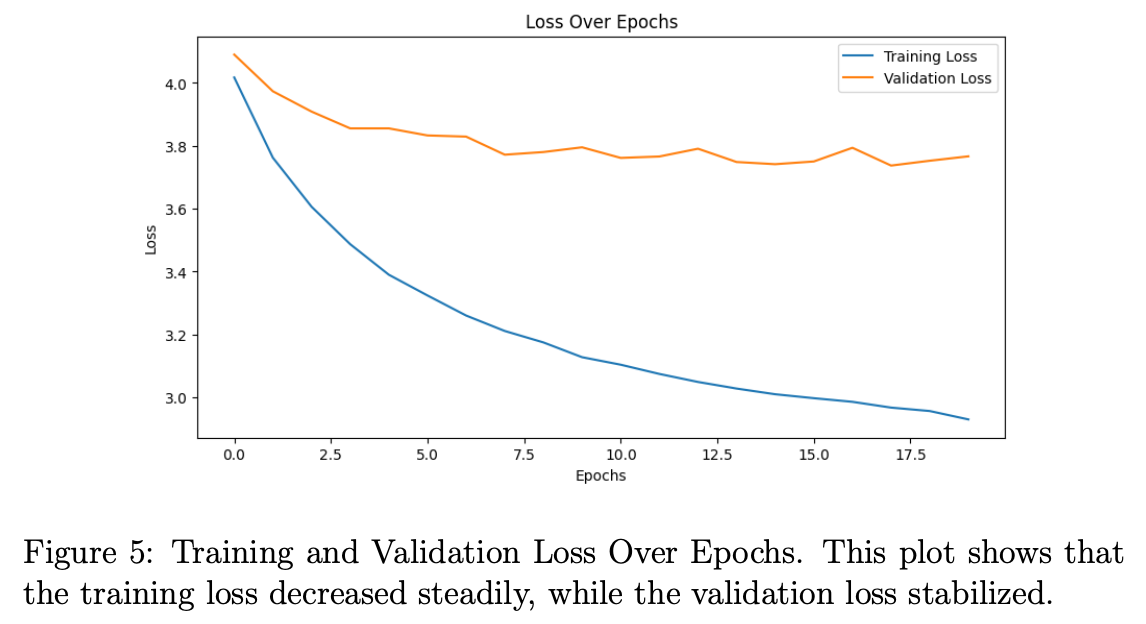 Loss Over Epochs
Training Loss
Validation Loss
4.0
3.8
3.6
3.4
3.2
3.0
Loss
0.0 2.5 5.0 7.5 10.0 12.5 15.0 17.5
Epochs
Figure 5: Training and Validation Loss Over Epochs. This plot shows that
the training loss decreased steadily, while the validation loss stabilized.